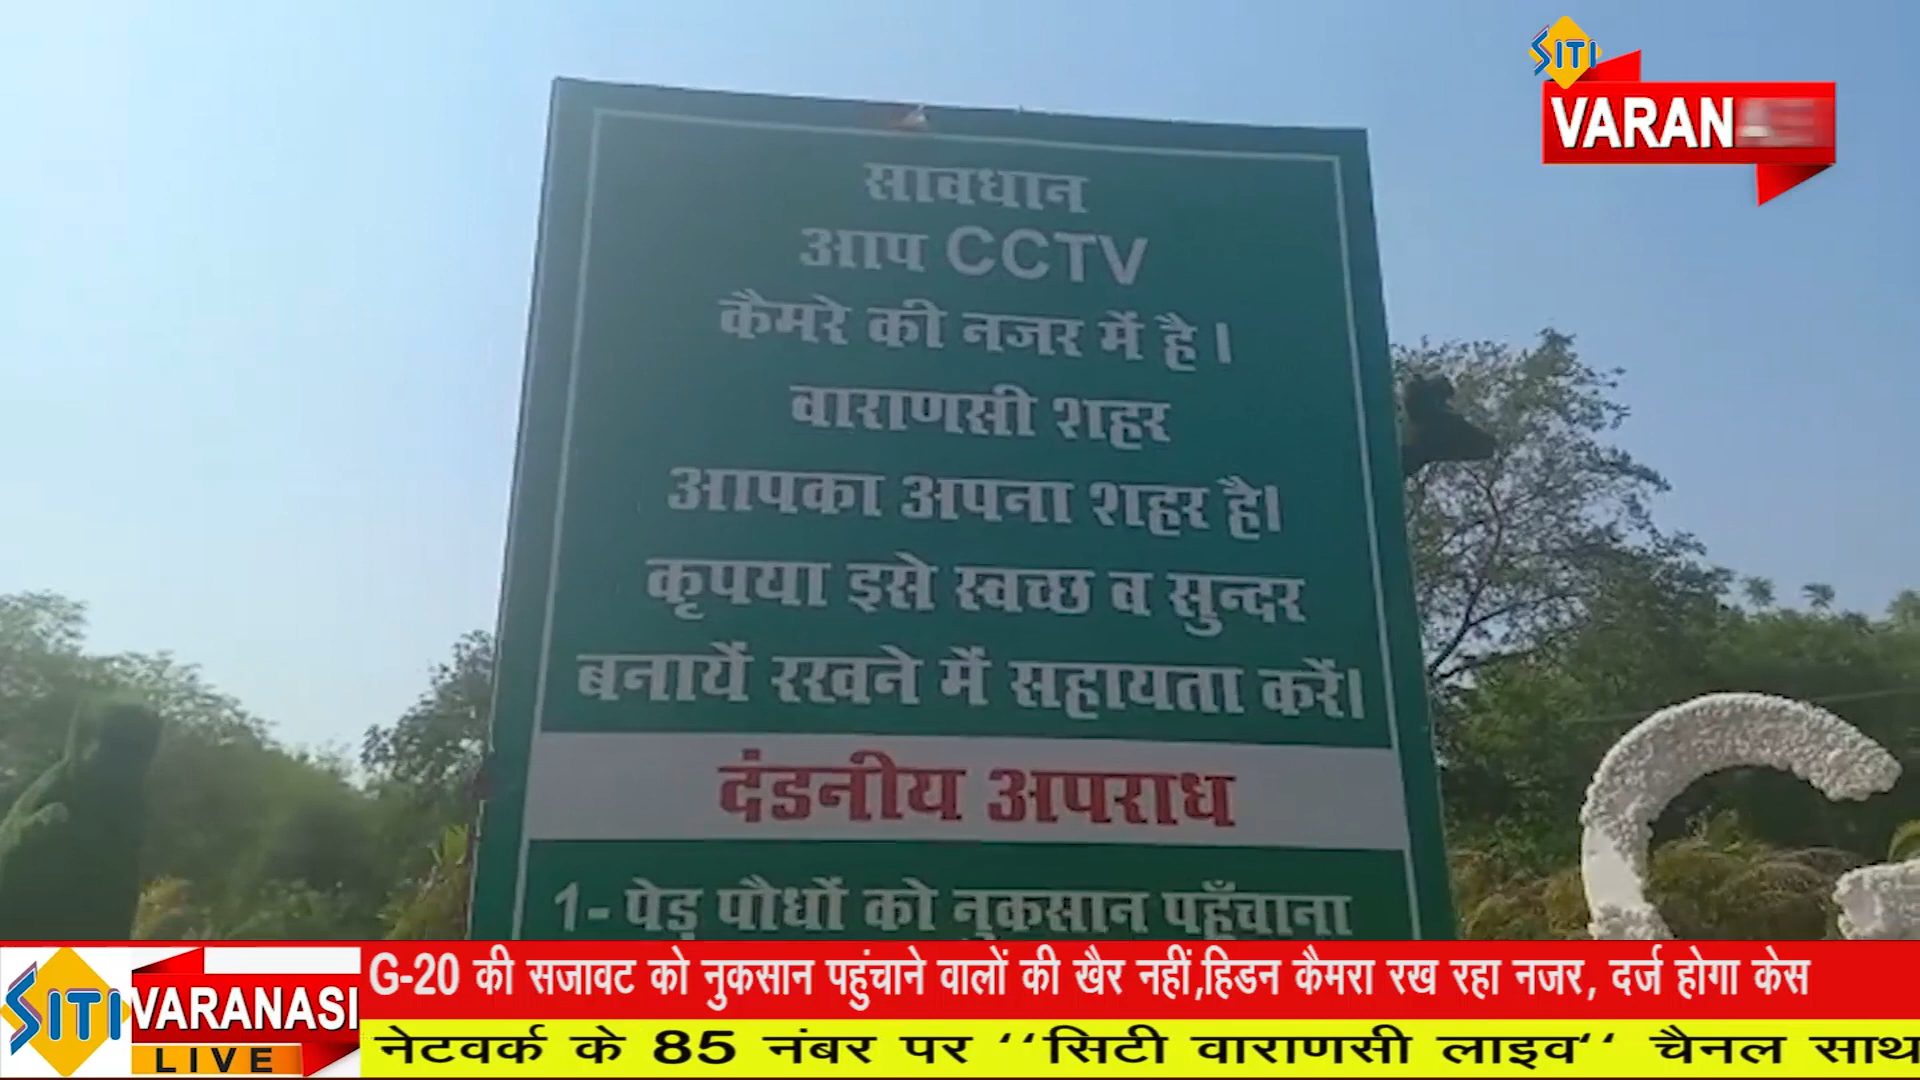 SITI
VARAN
सावधान
आप CCTV
कैमरे की नजर में है।
वाराणसी शहर
आपका अपना शहर है।
कृपया इसे स्वच्छ व सुन्दर
बनायें रखने में सहायता करें।
दंडनीय अपराध
1- पेड़ पौधों को नुकसान पहुँचाना
G
SITI VARANASI
LIVE
G-20 की सजावट को नुकसान पहुंचाने वालों की खैर नहीं,हिडन कैमरा रख रहा नजर, दर्ज होगा केस
नेटवर्क के 85 नंबर पर ‘‘सिटी वाराणसी लाइव‘‘ चैनल साथ